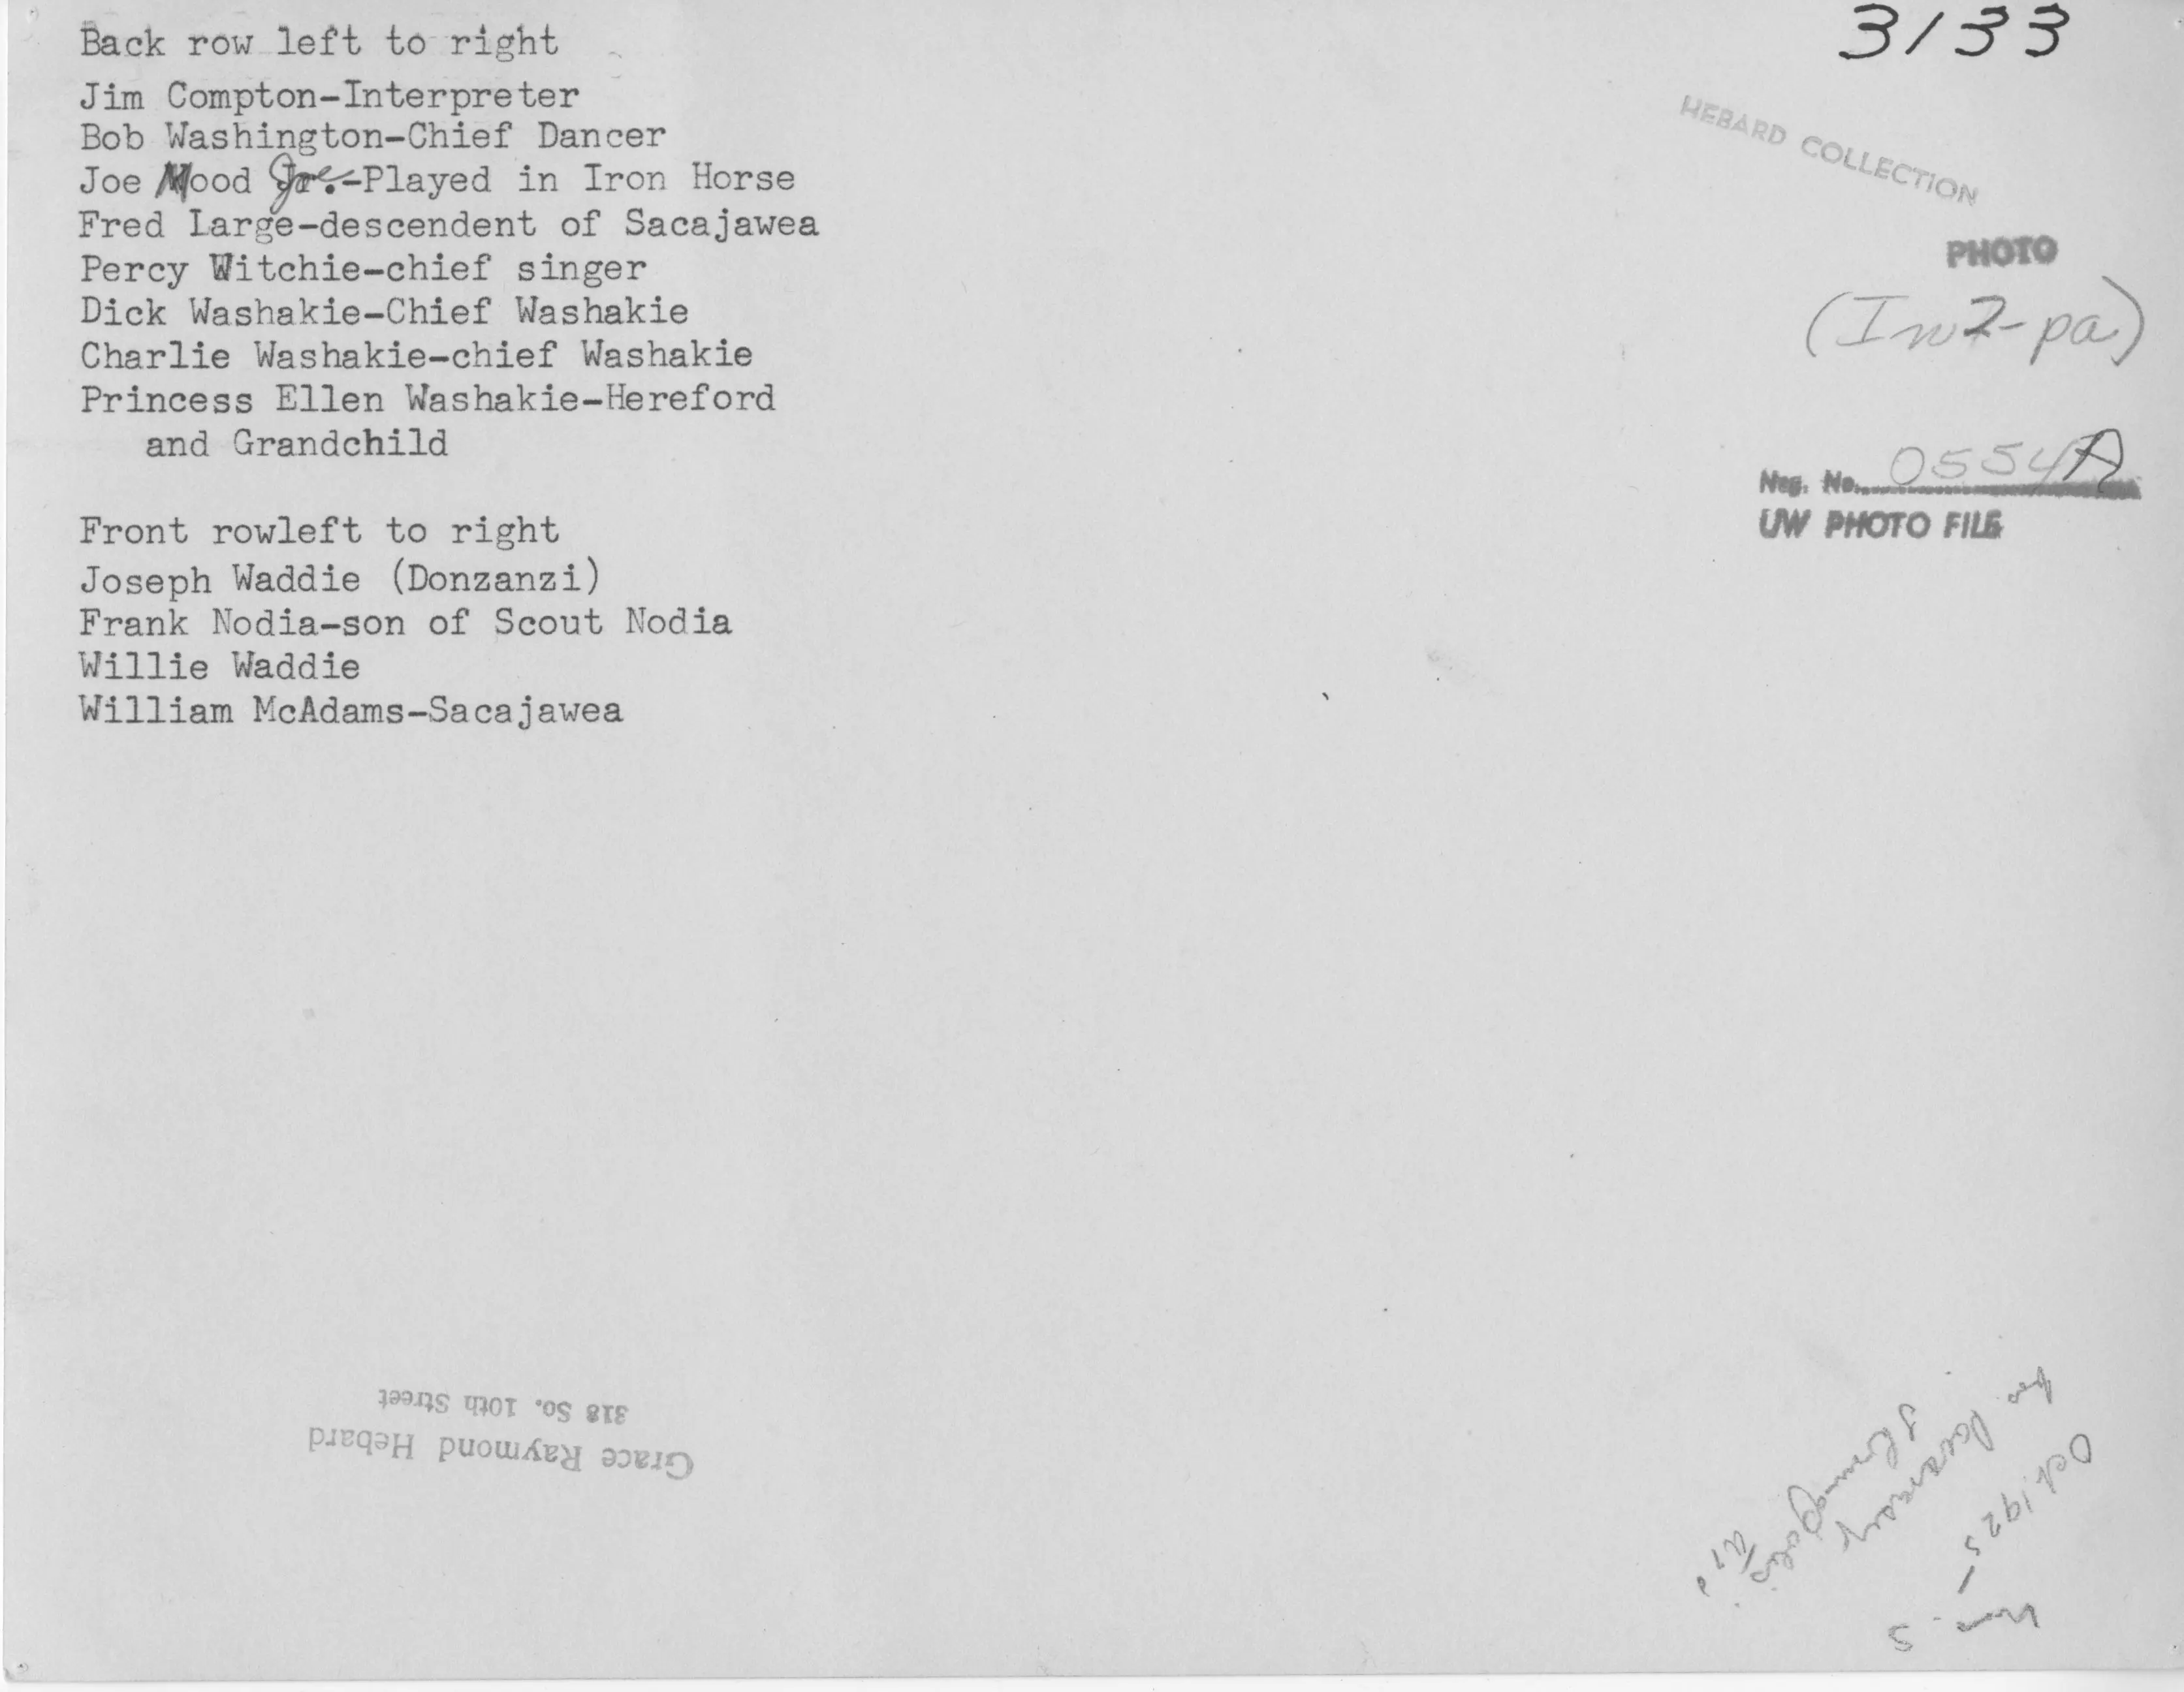 Back row left to right
Jim Compton-Interpreter
Bob Washington-Chief Dancer
Joe Mood Jr.-Played in Iron Horse
Fred Large-descendent of Sacajawea
Percy Witchie-chief singer
Dick Washakie-Chief Washakie
Charlie Washakie-chief Washakie
Princess Ellen Washakie-Hereford
and Grandchild
Front rowleft to right
Joseph Waddie (Donzanzi)
Frank Nodia-son of Scout Nodia
Willie Waddie
William McAdams-Sacajawea
3133
HEBARD COLLECTION
PHOTO
(In2-pa)
Neg. No. 0554A
UW PHOTO FILE
Grace Raymond Hebard
318 So. 10th Street
Oct. 1925